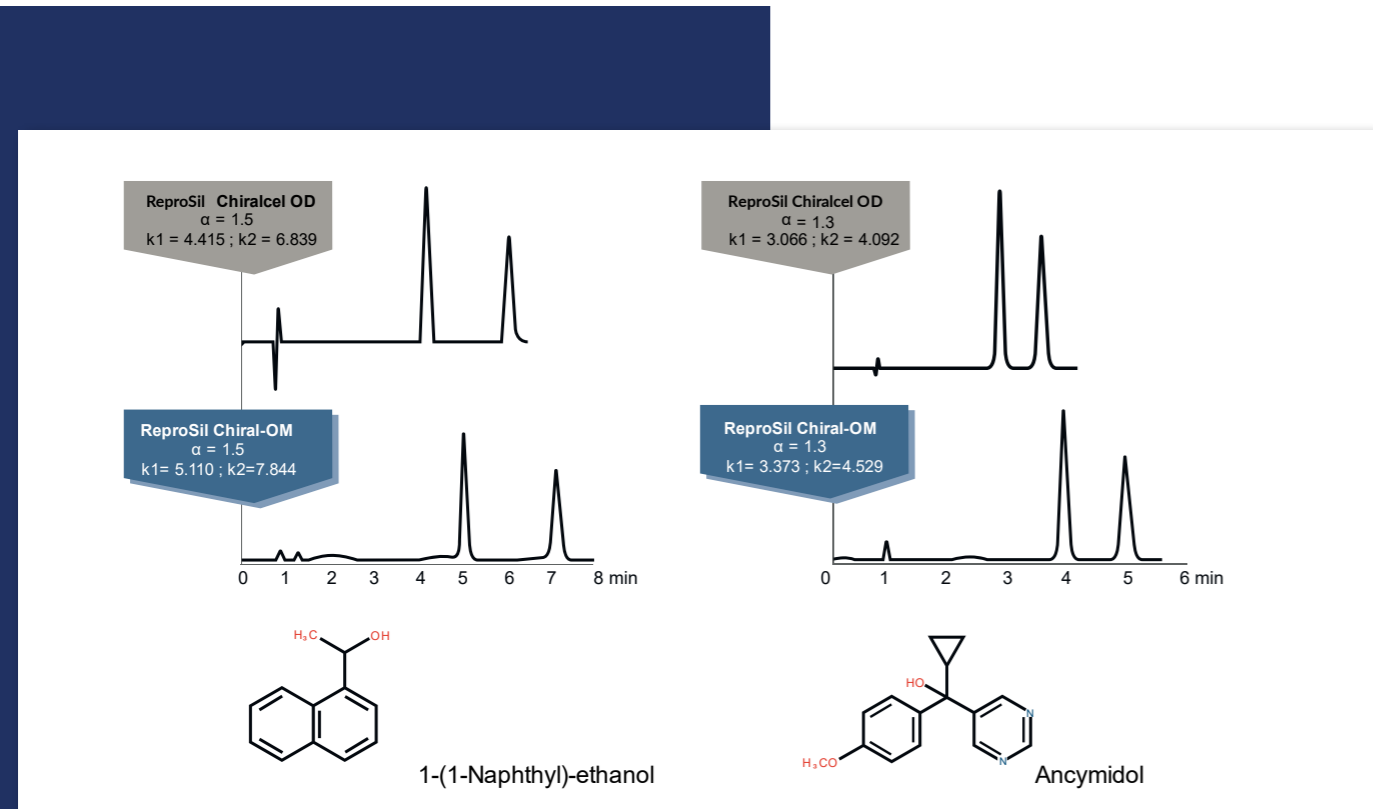 ReproSil Chiralcel OD
α = 1.5
k1 = 4.415 ; k2 = 6.839
ReproSil Chiral-OM
α = 1.5
k1= 5.110 ; k2=7.844
0 1 2 3 4 5 6 7 8 min
H₃C OH
1-(1-Naphthyl)-ethanol
ReproSil Chiralcel OD
α = 1.3
k1 = 3.066 ; k2 = 4.092
ReproSil Chiral-OM
α = 1.3
k1= 3.373 ; k2=4.529
0 1 2 3 4 5 6 min
HO
N
H₃CO
N
Ancymidol